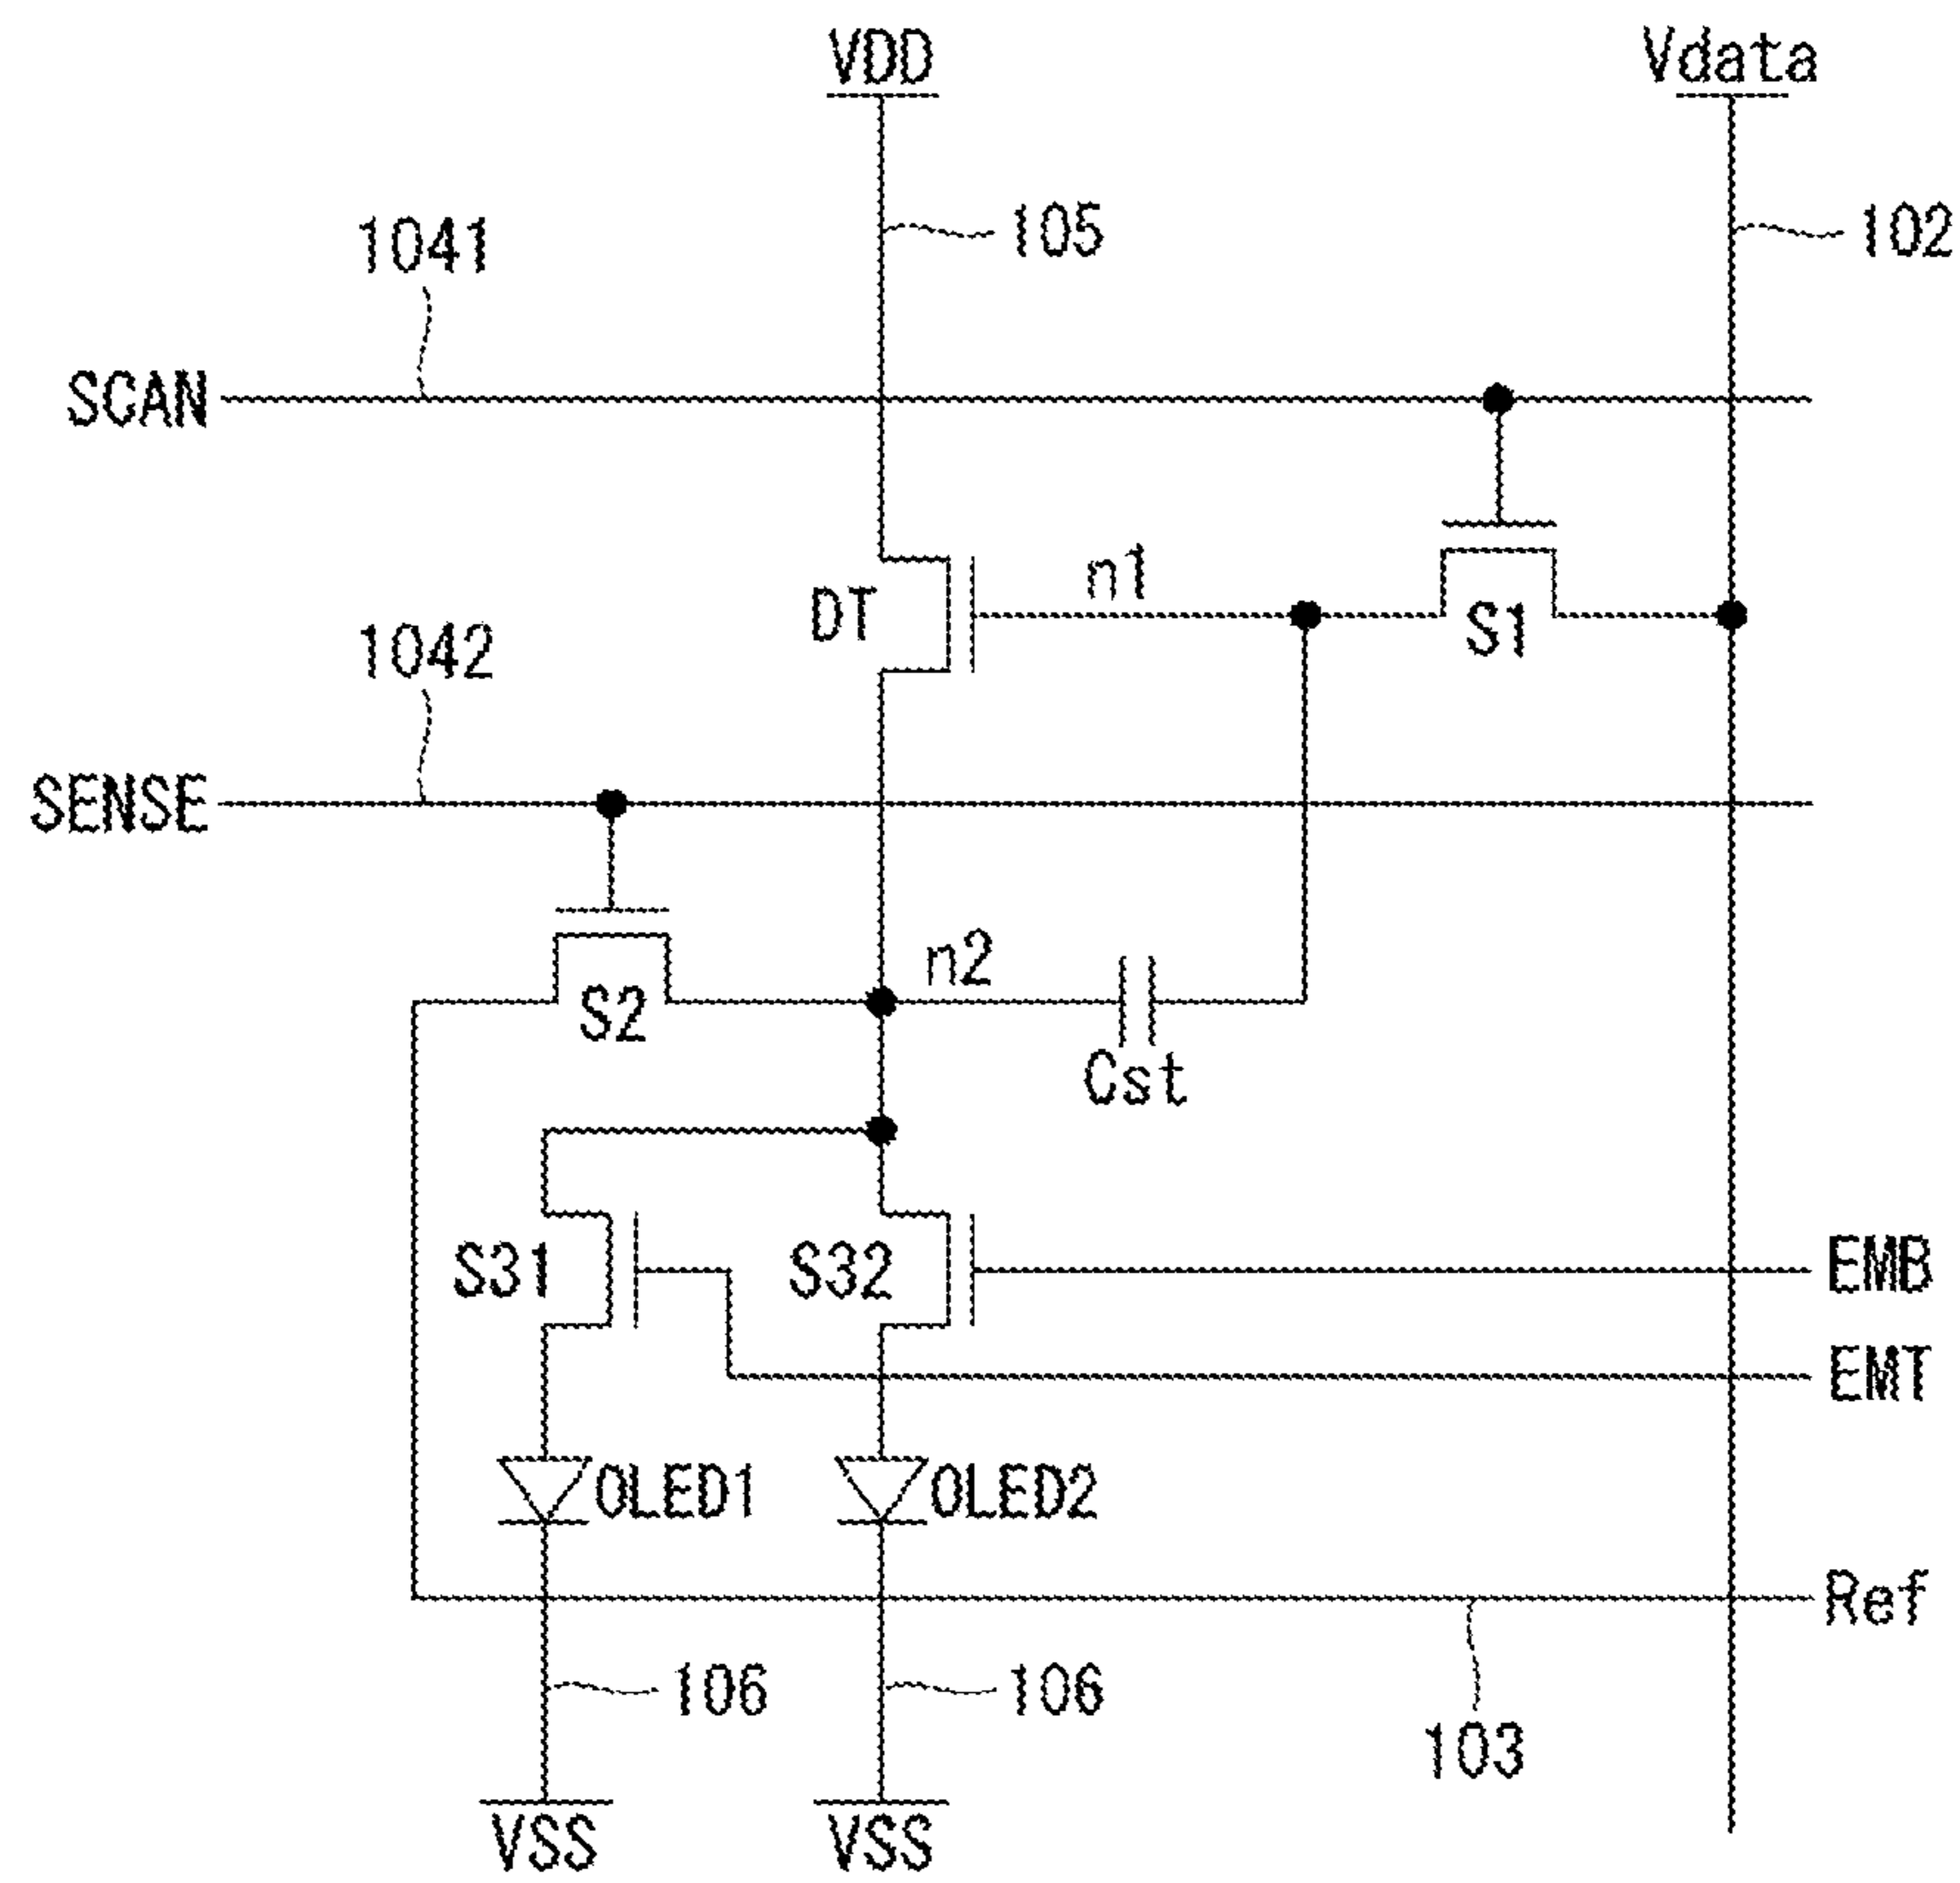 VDD
Vdata
105
102
1041
SCAN
n1
DT
S1
1042
SENSE
n2
S2
Cst
S31
S32
EMB
EMT
OLED1
OLED2
Ref
106
106
103
VSS
VSS